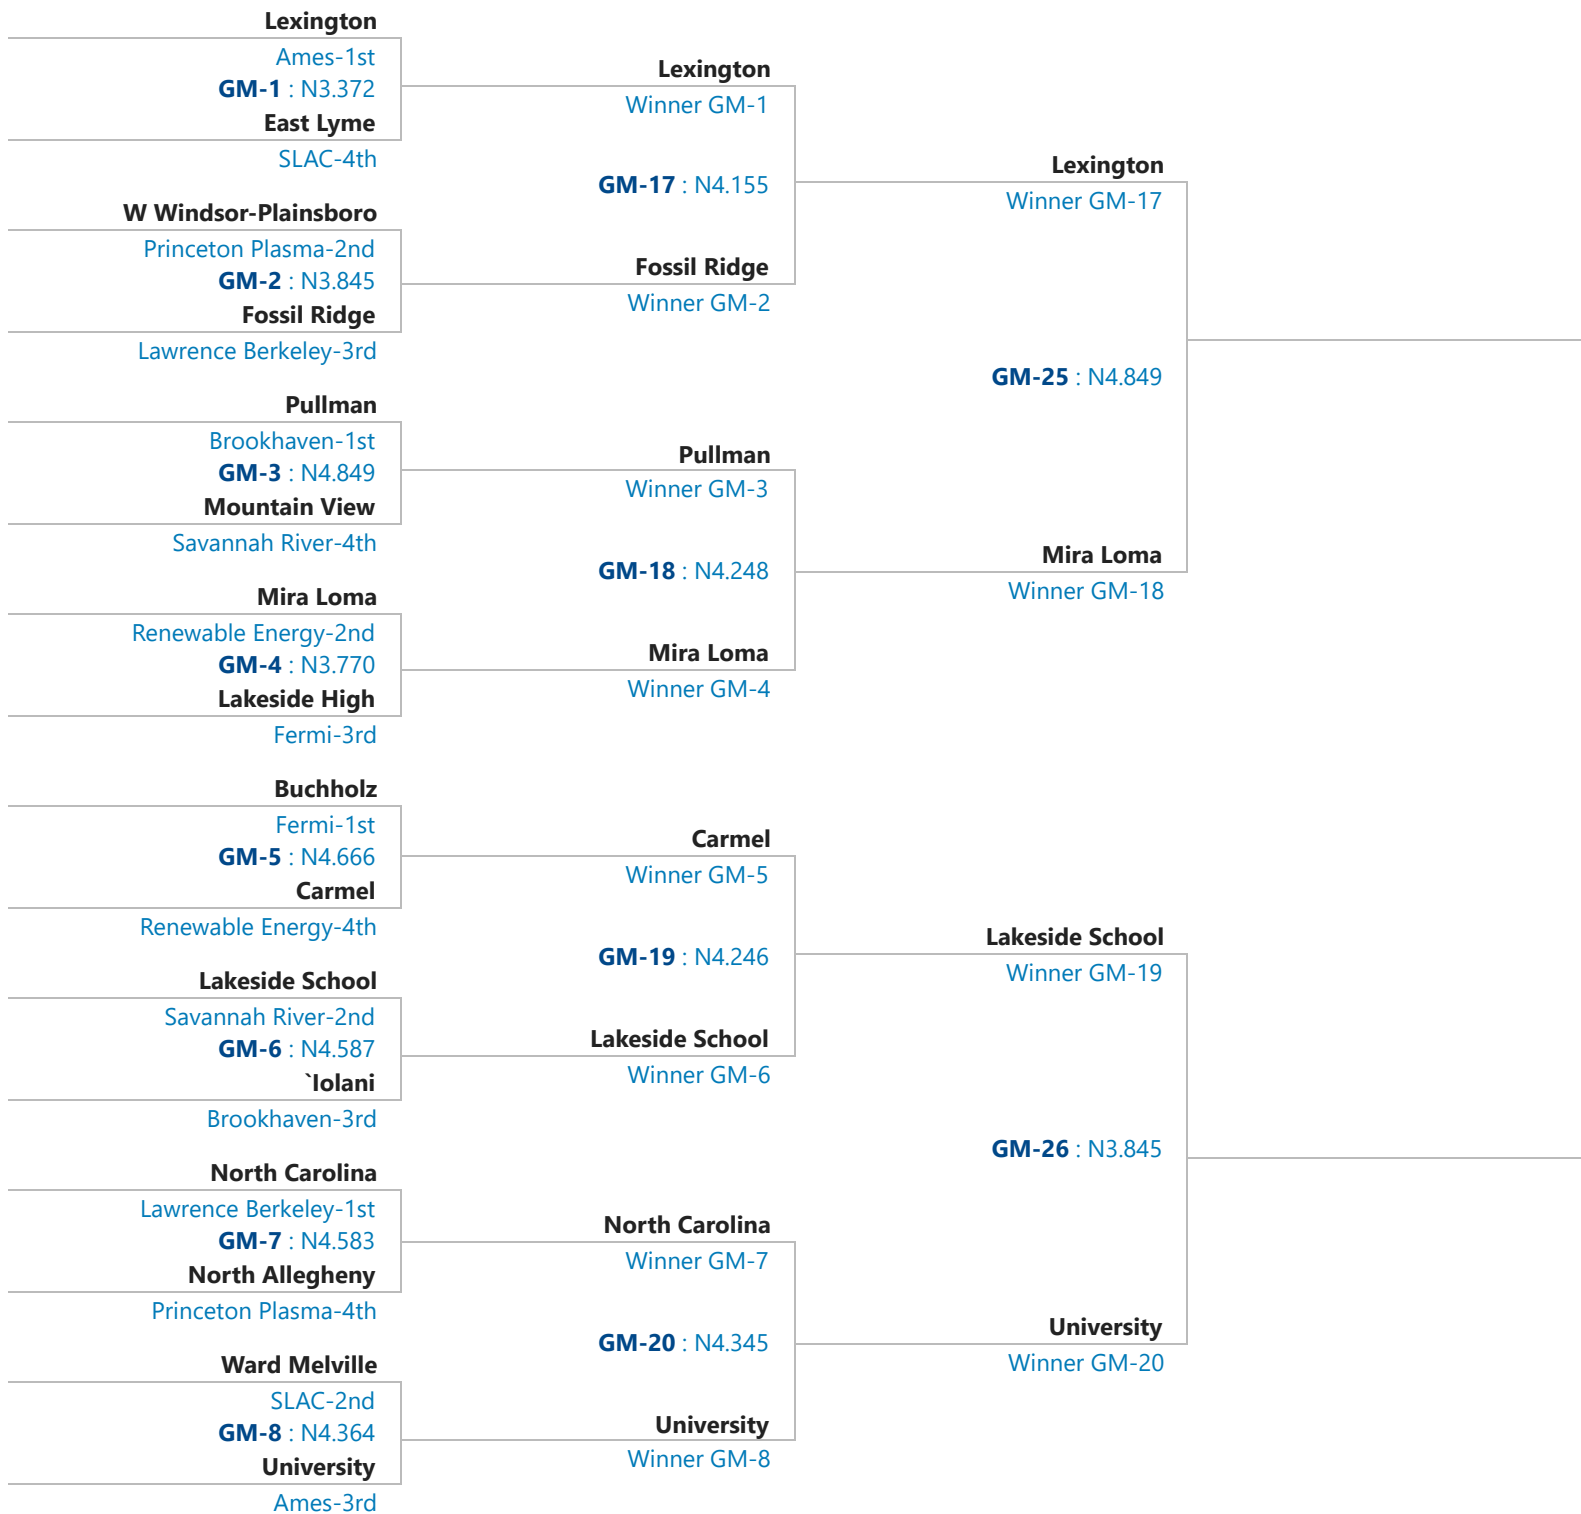 Lexington
Ames-1st
GM-1 : N3.372
East Lyme
SLAC-4th
W Windsor-Plainsboro
Princeton Plasma-2nd
GM-2 : N3.845
Fossil Ridge
Lawrence Berkeley-3rd
Pullman
Brookhaven-1st
GM-3 : N4.849
Mountain View
Savannah River-4th
Mira Loma
Renewable Energy-2nd
GM-4 : N3.770
Lakeside High
Fermi-3rd
Buchholz
Fermi-1st
GM-5 : N4.666
Carmel
Renewable Energy-4th
Lakeside School
Savannah River-2nd
GM-6 : N4.587
`Iolani
Brookhaven-3rd
North Carolina
Lawrence Berkeley-1st
GM-7 : N4.583
North Allegheny
Princeton Plasma-4th
Ward Melville
SLAC-2nd
GM-8 : N4.364
University
Ames-3rd
Lexington
Winner GM-1
GM-17 : N4.155
Fossil Ridge
Winner GM-2
Pullman
Winner GM-3
GM-18 : N4.248
Mira Loma
Winner GM-4
Carmel
Winner GM-5
GM-19 : N4.246
Lakeside School
Winner GM-6
North Carolina
Winner GM-7
GM-20 : N4.345
University
Winner GM-8
Lexington
Winner GM-17
GM-25 : N4.849
Mira Loma
Winner GM-18
Lakeside School
Winner GM-19
GM-26 : N3.845
University
Winner GM-20